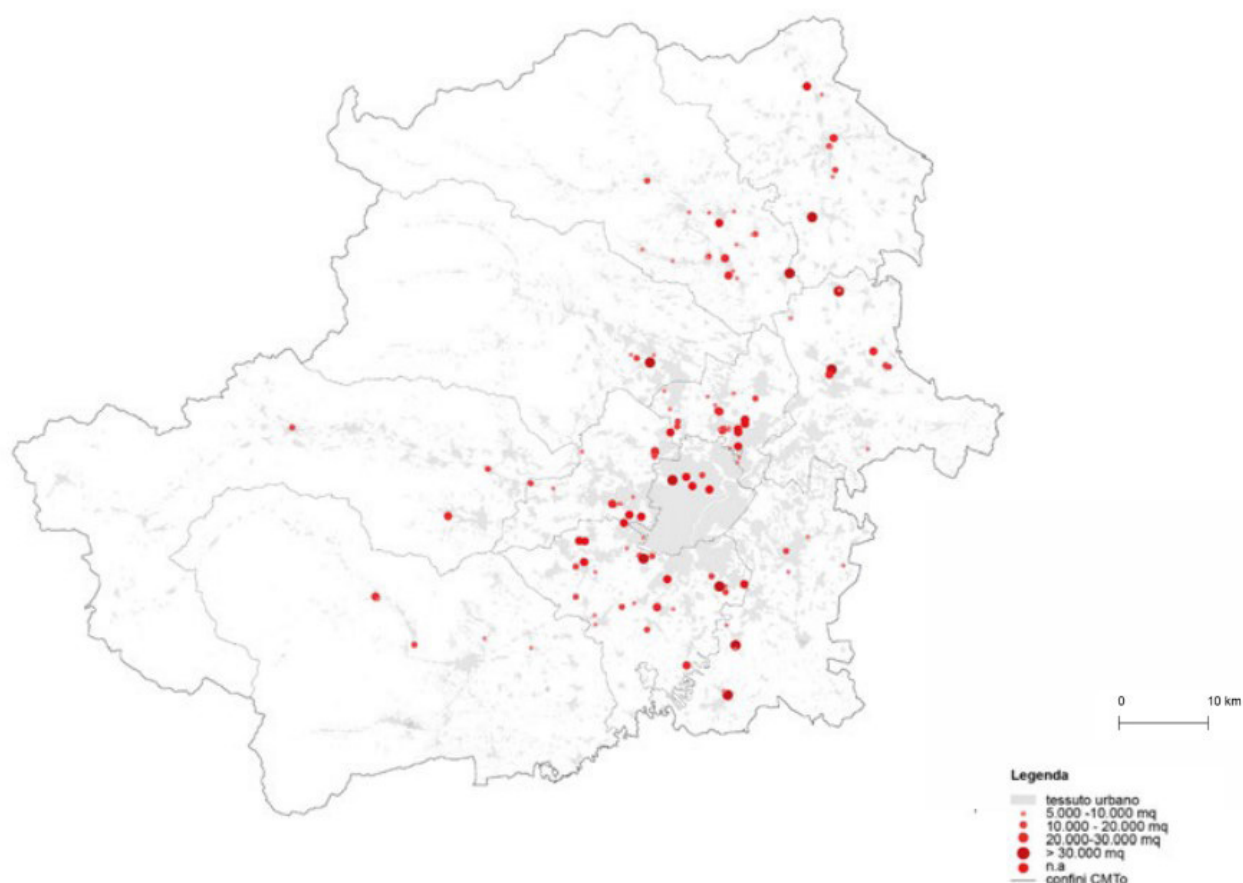 0 10 km
Legenda
tessuto urbano
5.000 -10.000 mq
10.000 - 20.000 mq
20.000-30.000 mq
> 30.000 mq
n.a
confini CMTo